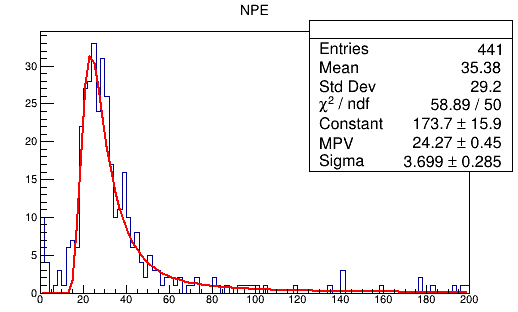 NPE
Entries 441
Mean 35.38
Std Dev 29.2
χ² / ndf 58.89 / 50
Constant 173.7 ± 15.9
MPV 24.27 ± 0.45
Sigma 3.699 ± 0.285
30
25
20
15
10
5
0
0 20 40 60 80 100 120 140 160 180 200